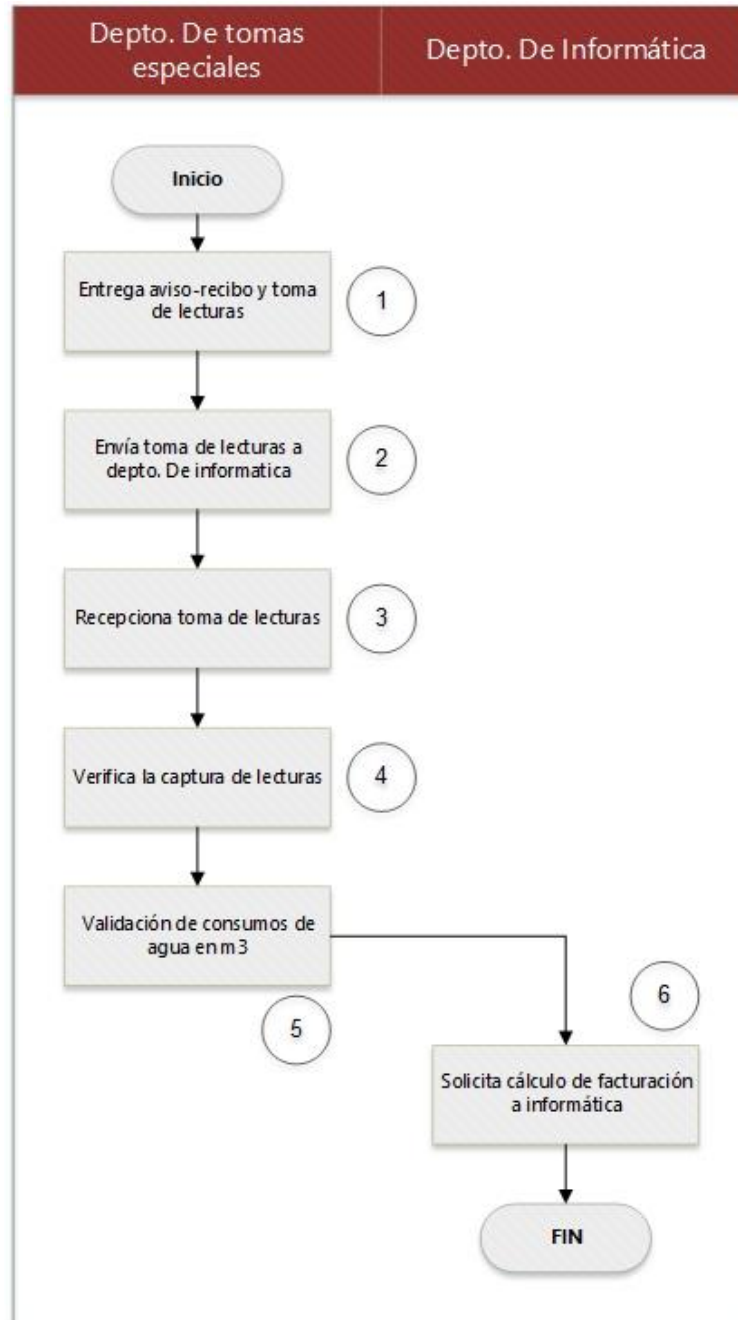 Depto. De tomas
especiales
Depto. De Informática
Inicio
Entrega aviso-recibo y toma
de lecturas
1
Envía toma de lecturas a
depto. De informatica
2
Recepciona toma de lecturas
3
Verifica la captura de lecturas
4
Validación de consumos de
agua en m3
5
6
Solicita cálculo de facturación
a informática
FIN